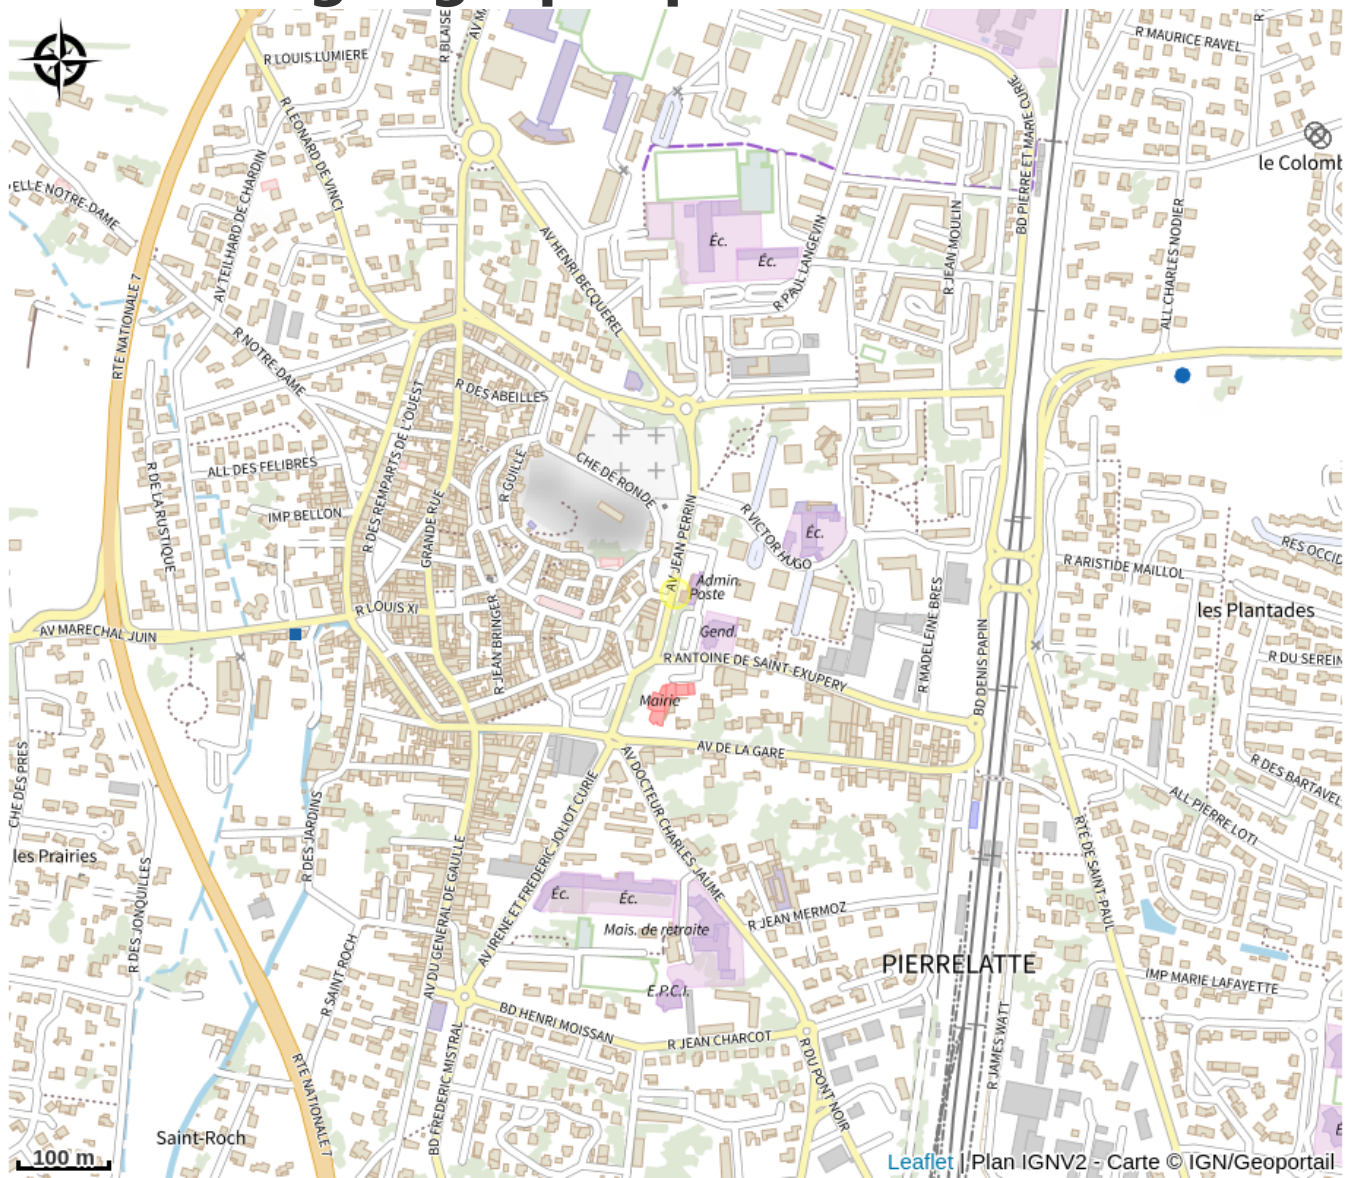 R LOUIS LUMIERE
R BLAISE
AV M
R MAURICE RAVEL
R LEONARD DE VINCI
BD PIERRE ET MARIE CURIE
le Colomb
ELLE NOTRE-DAME
AV TEILHARD DE CHARDIN
AV HENRI BECQUEREL
Éc.
Éc.
R PAUL LANGEVIN
R JEAN MOULIN
ALL CHARLES NODIER
RTE NATIONALE 7
R NOTRE-DAME
R DES ABEILLES
R DES REMPARTS DE L'OUEST
ALL DES FELIBRES
R DE LA RUSTIQUE
IMP BELLON
GRANDE RUE
R GUILLE
CHE DE RONDE
AV JEAN PERRIN
R VICTOR HUGO
Éc.
R ARISTIDE MAILLOL
RES OCCID
Admin.
Poste
R LOUIS XI
AV MARECHAL JUIN
R JEAN BRINGER
Gend.
R MADELEINE BRES
BD DENIS PAPIN
les Plantades
R DU SEREIN
R ANTOINE DE SAINT-EXUPERY
Mairie
AV DE LA GARE
CHE DES PRES
R DES JARDINS
AV DOCTEUR CHARLES JAUME
AV IRENE ET FREDERIC JOLIOT CURIE
R DES BARTAVEL
ALL PIERRE LOTI
RTE DE SAINT-PAUL
les Prairies
R DES JONQUILLES
AV DU GENERAL DE GAULLE
Éc.
Éc.
Mais. de retraite
R JEAN MERMOZ
PIERRELATTE
IMP MARIE LAFAYETTE
R SAINT ROCH
E.P.C.I.
BD HENRI MOISSAN
R JEAN CHARCOT
R DU PONT NOIR
R JAMES WATT
RTE NATIONALE 7
BD FREDERIC MISTRAL
Saint-Roch
100 m
Leaflet | Plan IGNV2 - Carte © IGN/Geoportail